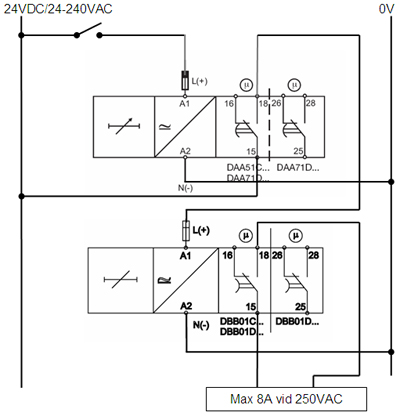 24VDC/24-240VAC 0V
L(+)
A1 16 18 26 28
μ μ
A2 15 25
DAA51C... DAA71D...
DAA71D...
N(-)
L(+)
μ μ
A1 16 18 26 28
A2 15 25
N(-) DBB01C... DBB01D...
DBB01D...
Max 8A vid 250VAC